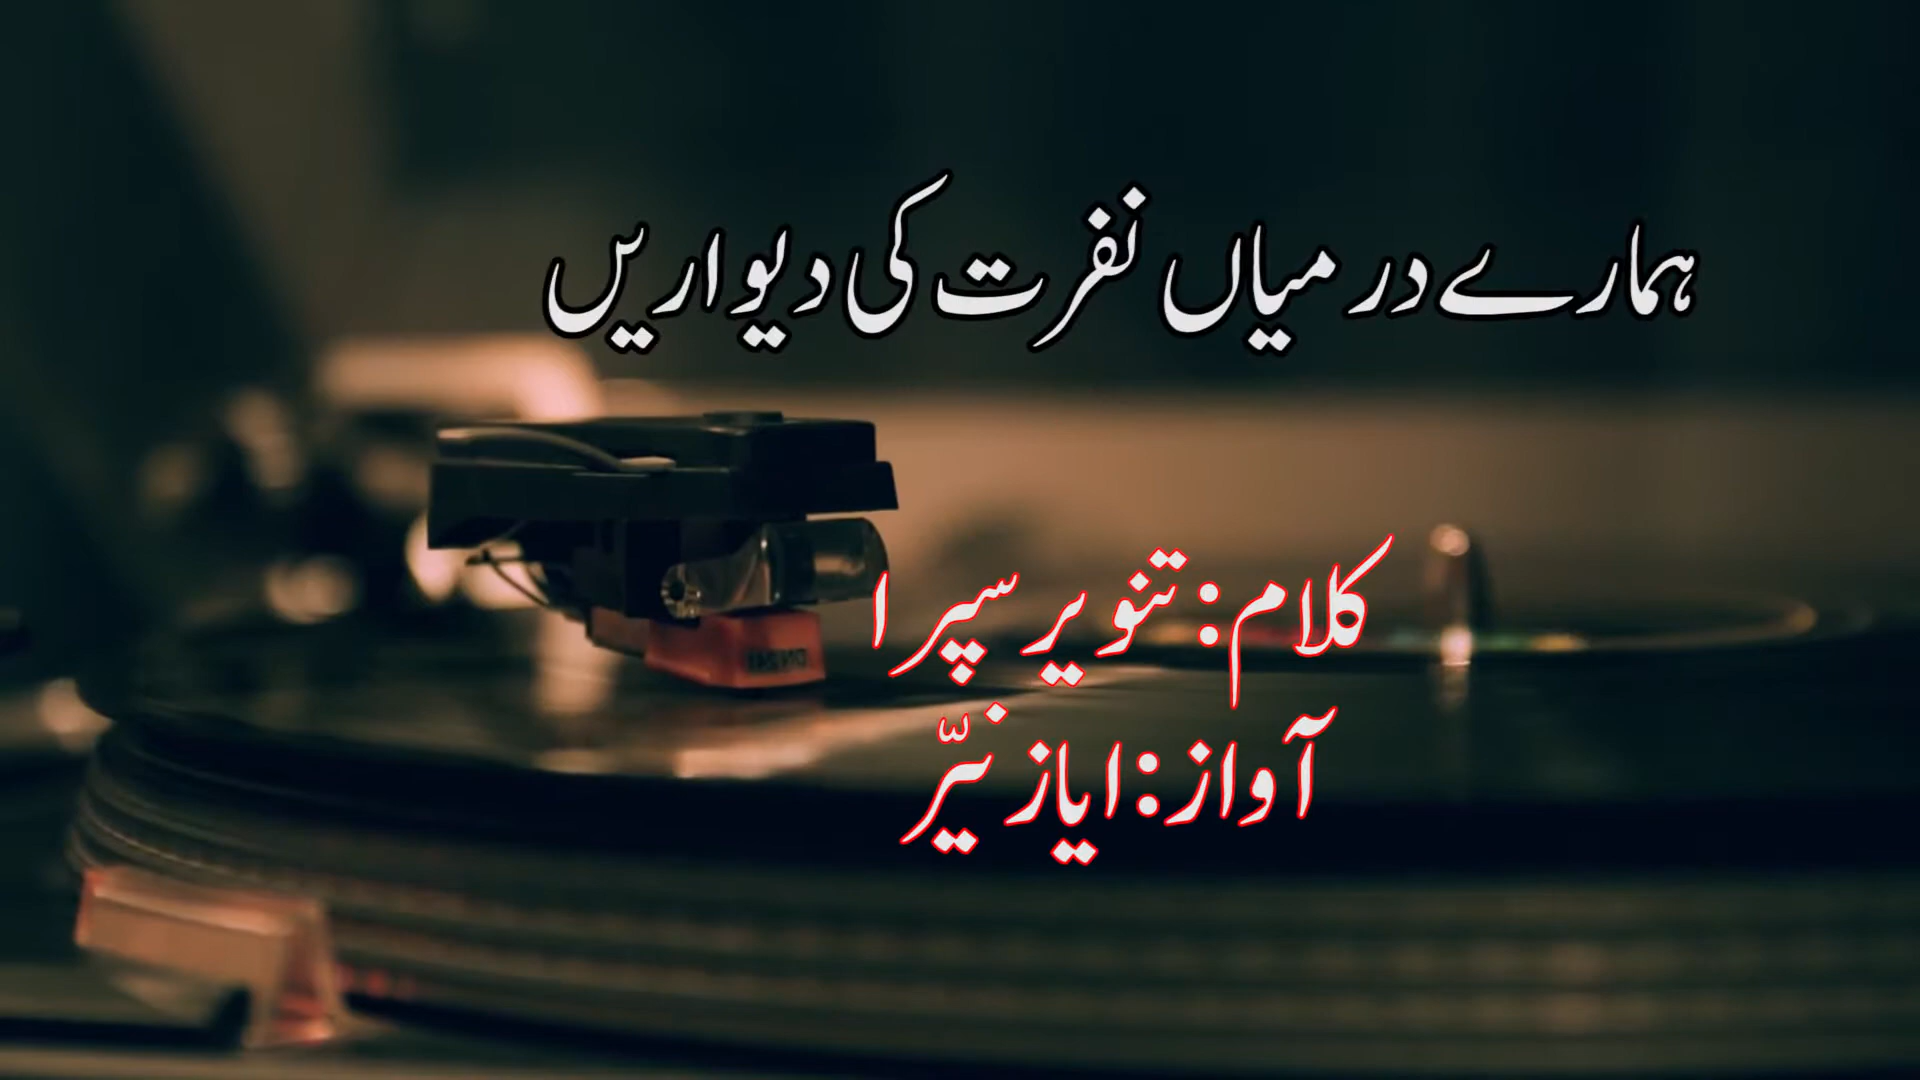 ہمارے درمیاں نفرت کی دیواریں
کلام: تنویر سپرا
آواز: ایاز نیّر